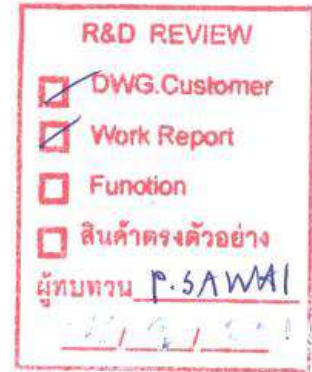 R&D REVIEW
DWG.Customer
Work Report
Function
สินค้าตรงตัวอย่าง
ผู้ทบทวน P.SAWAI